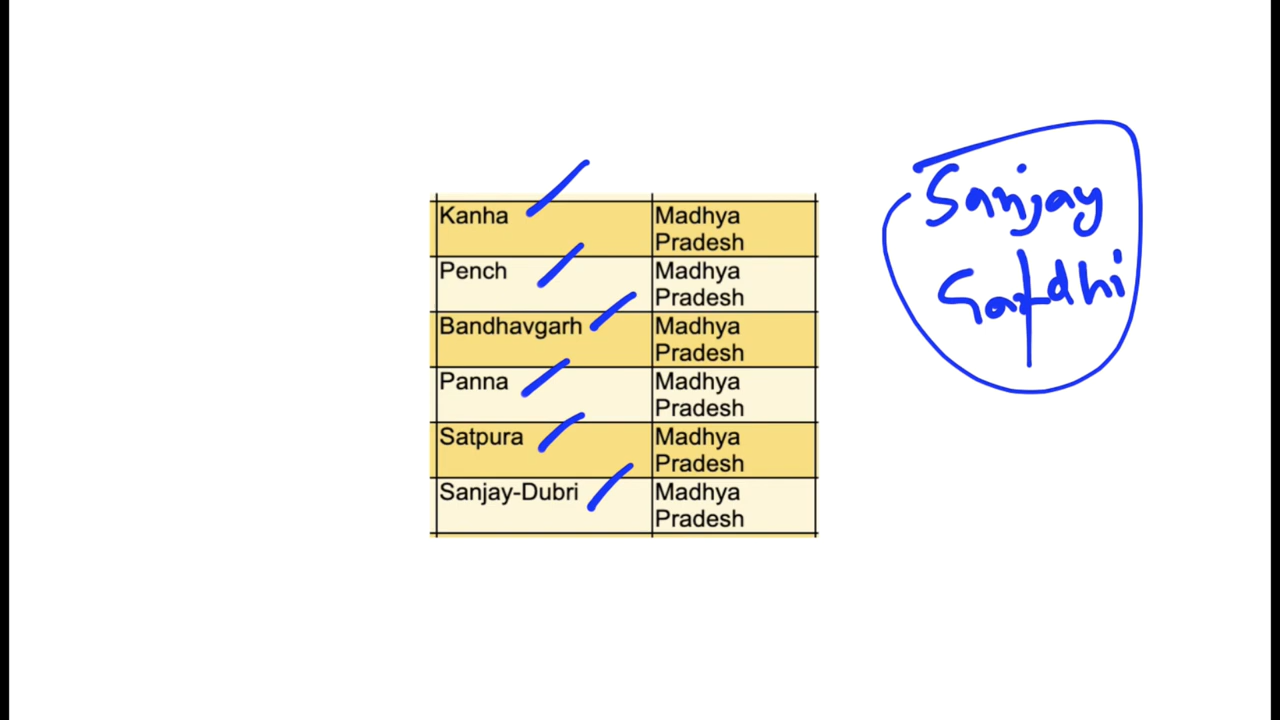 Kanha
Madhya
Pradesh
Pench
Madhya
Pradesh
Bandhavgarh
Madhya
Pradesh
Panna
Madhya
Pradesh
Satpura
Madhya
Pradesh
Sanjay-Dubri
Madhya
Pradesh
Sanjay
Gandhi